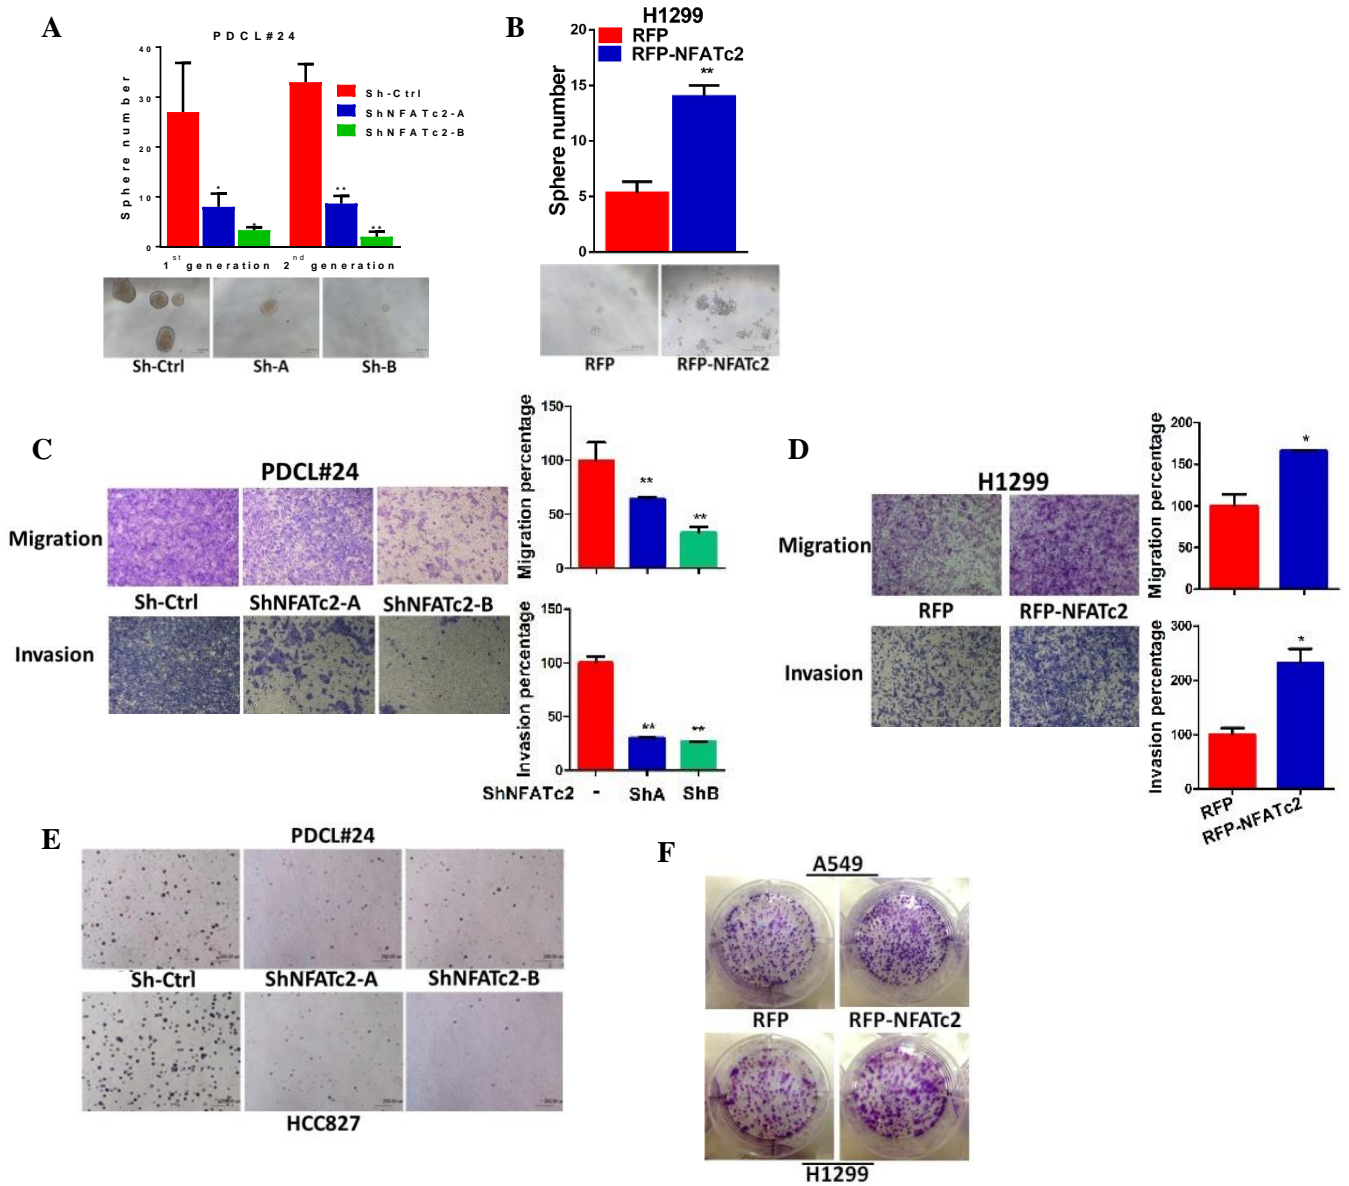 A
PDCL#24
Sphere number
40
30
20
10
0
Sh-Ctrl
ShNFATc2-A
ShNFATc2-B
*
*
**
**
1st generation 2nd generation
Sh-Ctrl Sh-A Sh-B
B
H1299
RFP
RFP-NFATc2
Sphere number
20
15
10
5
0
**
RFP RFP-NFATc2
C
PDCL#24
Migration
Sh-Ctrl ShNFATc2-A ShNFATc2-B
Invasion
Migration percentage
150
100
50
0
**
**
Invasion percentage
150
100
50
0
**
**
ShNFATc2 - ShA ShB
D
H1299
Migration
RFP RFP-NFATc2
Invasion
Migration percentage
200
150
100
50
0
*
Invasion percentage
300
200
100
0
*
RFP
RFP-NFATc2
E
PDCL#24
Sh-Ctrl ShNFATc2-A ShNFATc2-B
HCC827
F
A549
RFP RFP-NFATc2
H1299